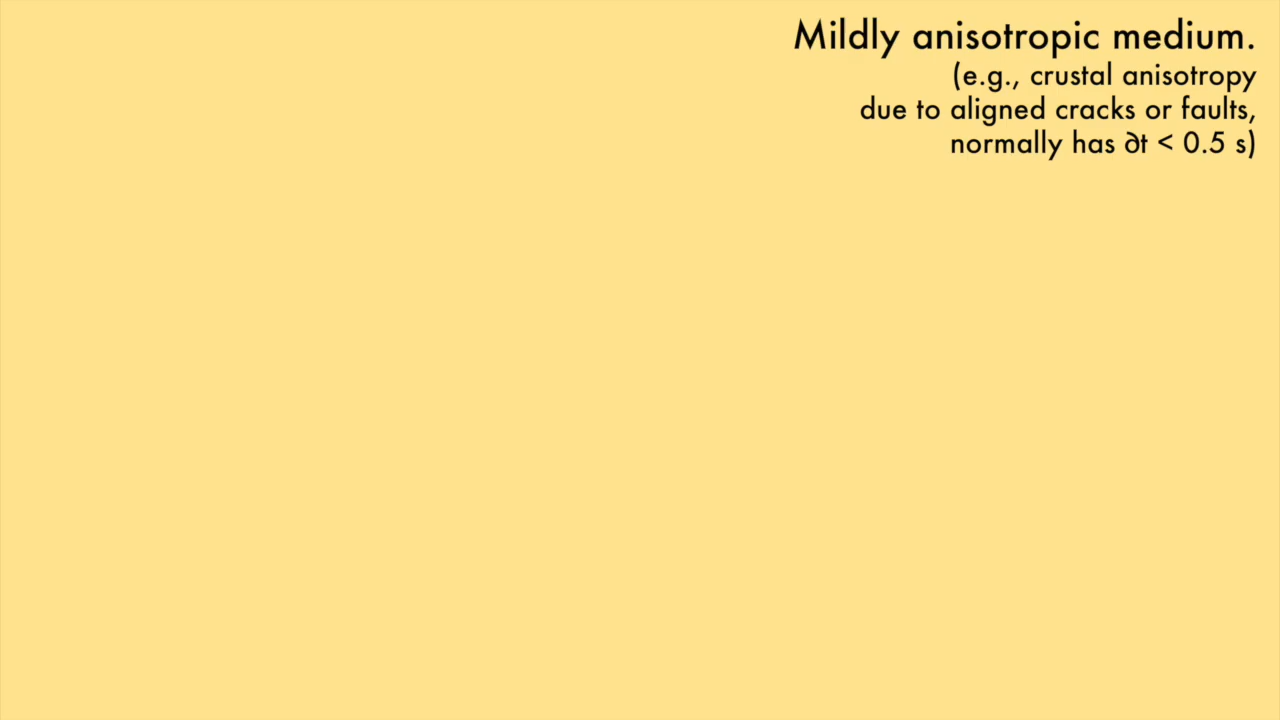 Mildly anisotropic medium.
(e.g., crustal anisotropy
due to aligned cracks or faults,
normally has ∂t < 0.5 s)